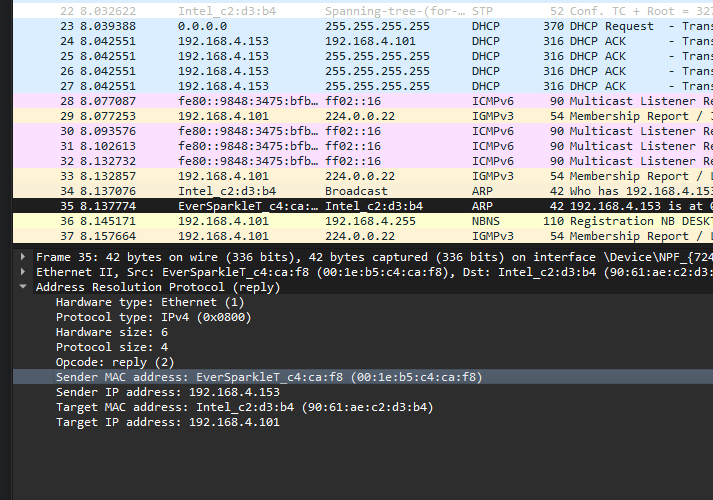 22 8.032622 Intel_c2:d3:b4 Spanning-tree-(for-… STP 52 Conf. TC + Root = 327
23 8.039388 0.0.0.0 255.255.255.255 DHCP 370 DHCP Request - Trans
24 8.042551 192.168.4.153 192.168.4.101 DHCP 316 DHCP ACK - Trans
25 8.042551 192.168.4.153 255.255.255.255 DHCP 316 DHCP ACK - Trans
26 8.042551 192.168.4.153 255.255.255.255 DHCP 316 DHCP ACK - Trans
27 8.042551 192.168.4.153 255.255.255.255 DHCP 316 DHCP ACK - Trans
28 8.077087 fe80::9848:3475:bfb… ff02::16 ICMPv6 90 Multicast Listener Re
29 8.077253 192.168.4.101 224.0.0.22 IGMPv3 54 Membership Report / J
30 8.093576 fe80::9848:3475:bfb… ff02::16 ICMPv6 90 Multicast Listener Re
31 8.102613 fe80::9848:3475:bfb… ff02::16 ICMPv6 90 Multicast Listener Re
32 8.132732 fe80::9848:3475:bfb… ff02::16 ICMPv6 90 Multicast Listener Re
33 8.132857 192.168.4.101 224.0.0.22 IGMPv3 54 Membership Report /
34 8.137076 Intel_c2:d3:b4 Broadcast ARP 42 Who has 192.168.4.153
35 8.137774 EverSparkleT_c4:ca:… Intel_c2:d3:b4 ARP 42 192.168.4.153 is at 0
36 8.145171 192.168.4.101 192.168.4.255 NBNS 110 Registration NB DESKT
37 8.157664 192.168.4.101 224.0.0.22 IGMPv3 54 Membership Report /
Frame 35: 42 bytes on wire (336 bits), 42 bytes captured (336 bits) on interface \Device\NPF_{724
Ethernet II, Src: EverSparkleT_c4:ca:f8 (00:1e:b5:c4:ca:f8), Dst: Intel_c2:d3:b4 (90:61:ae:c2:d3:
Address Resolution Protocol (reply)
Hardware type: Ethernet (1)
Protocol type: IPv4 (0x0800)
Hardware size: 6
Protocol size: 4
Opcode: reply (2)
Sender MAC address: EverSparkleT_c4:ca:f8 (00:1e:b5:c4:ca:f8)
Sender IP address: 192.168.4.153
Target MAC address: Intel_c2:d3:b4 (90:61:ae:c2:d3:b4)
Target IP address: 192.168.4.101